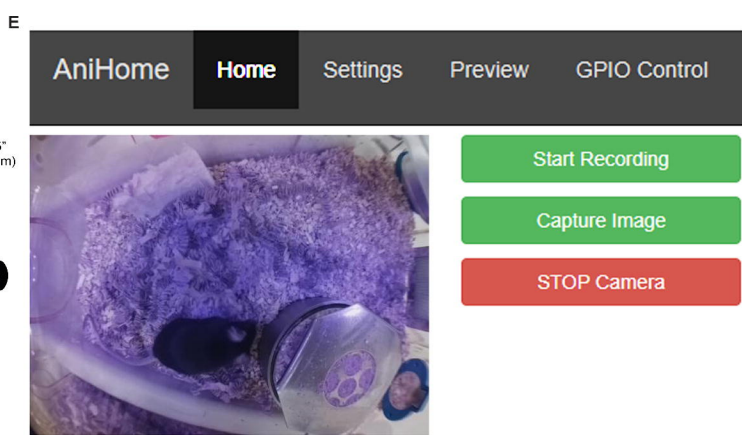 E
AniHome Home Settings Preview GPIO Control
m)
Start Recording
Capture Image
STOP Camera